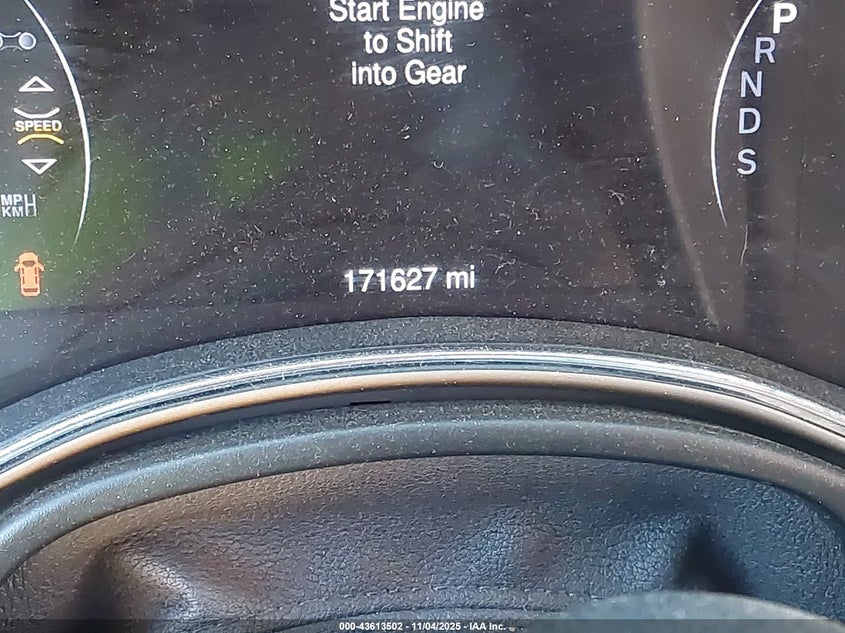 Start Engine
to Shift
into Gear
P
R
N
D
S
SPEED
MPH
KM
171627 mi
000-43613502 - 11/04/2025 - IAA Inc.